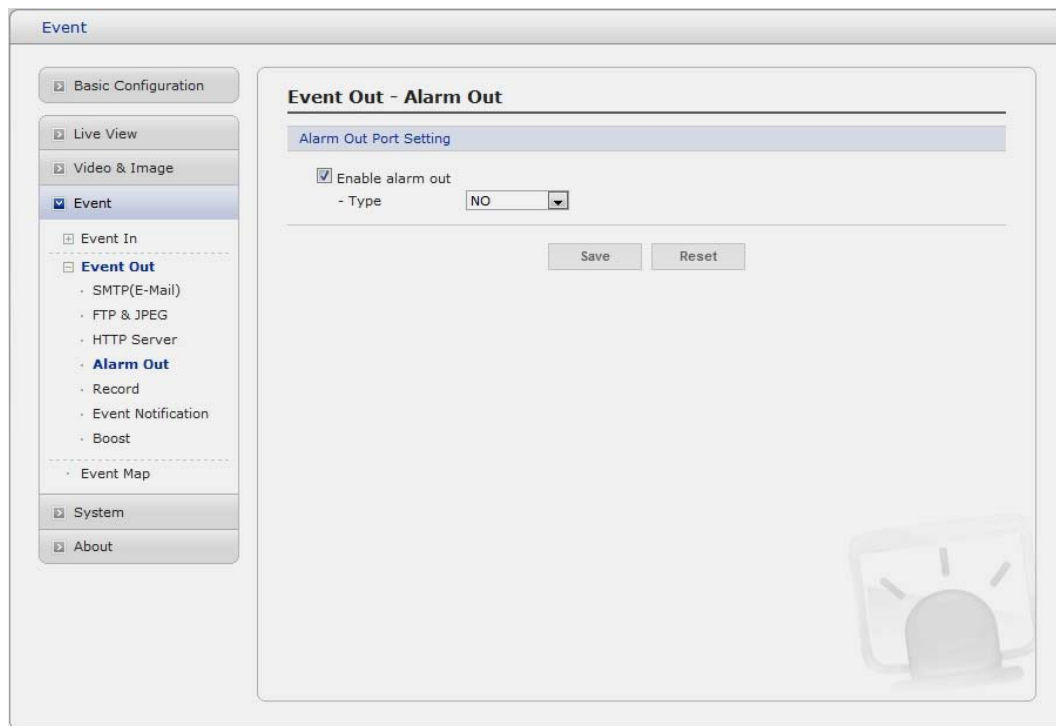 Event
Basic Configuration
Live View
Video & Image
Event
Event In
Event Out
· SMTP(E-Mail)
· FTP & JPEG
· HTTP Server
· Alarm Out
· Record
· Event Notification
· Boost
· Event Map
System
About
Event Out - Alarm Out
Alarm Out Port Setting
Enable alarm out
- Type NO
Save Reset